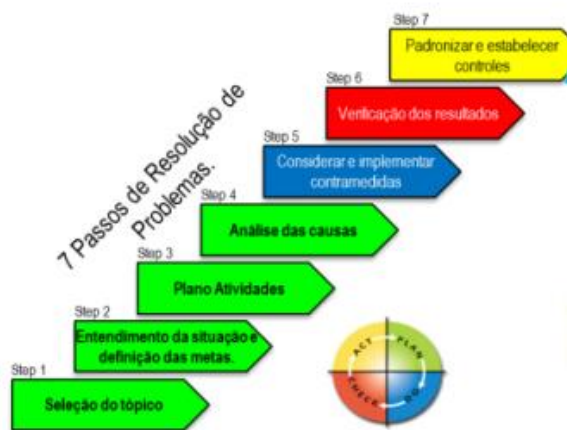 Step 7
Padronizar e estabelecer
controles
Step 6
Verificação dos resultados
Step 5
Considerar e implementar
contramedidas
7 Passos de Resolução de
Problemas.
Step 4
Análise das causas
Step 3
Plano Atividades
Step 2
Entendimento da situação e
definição das metas.
Step 1
Seleção do tópico
ACT
PLAN
CHECK
DO